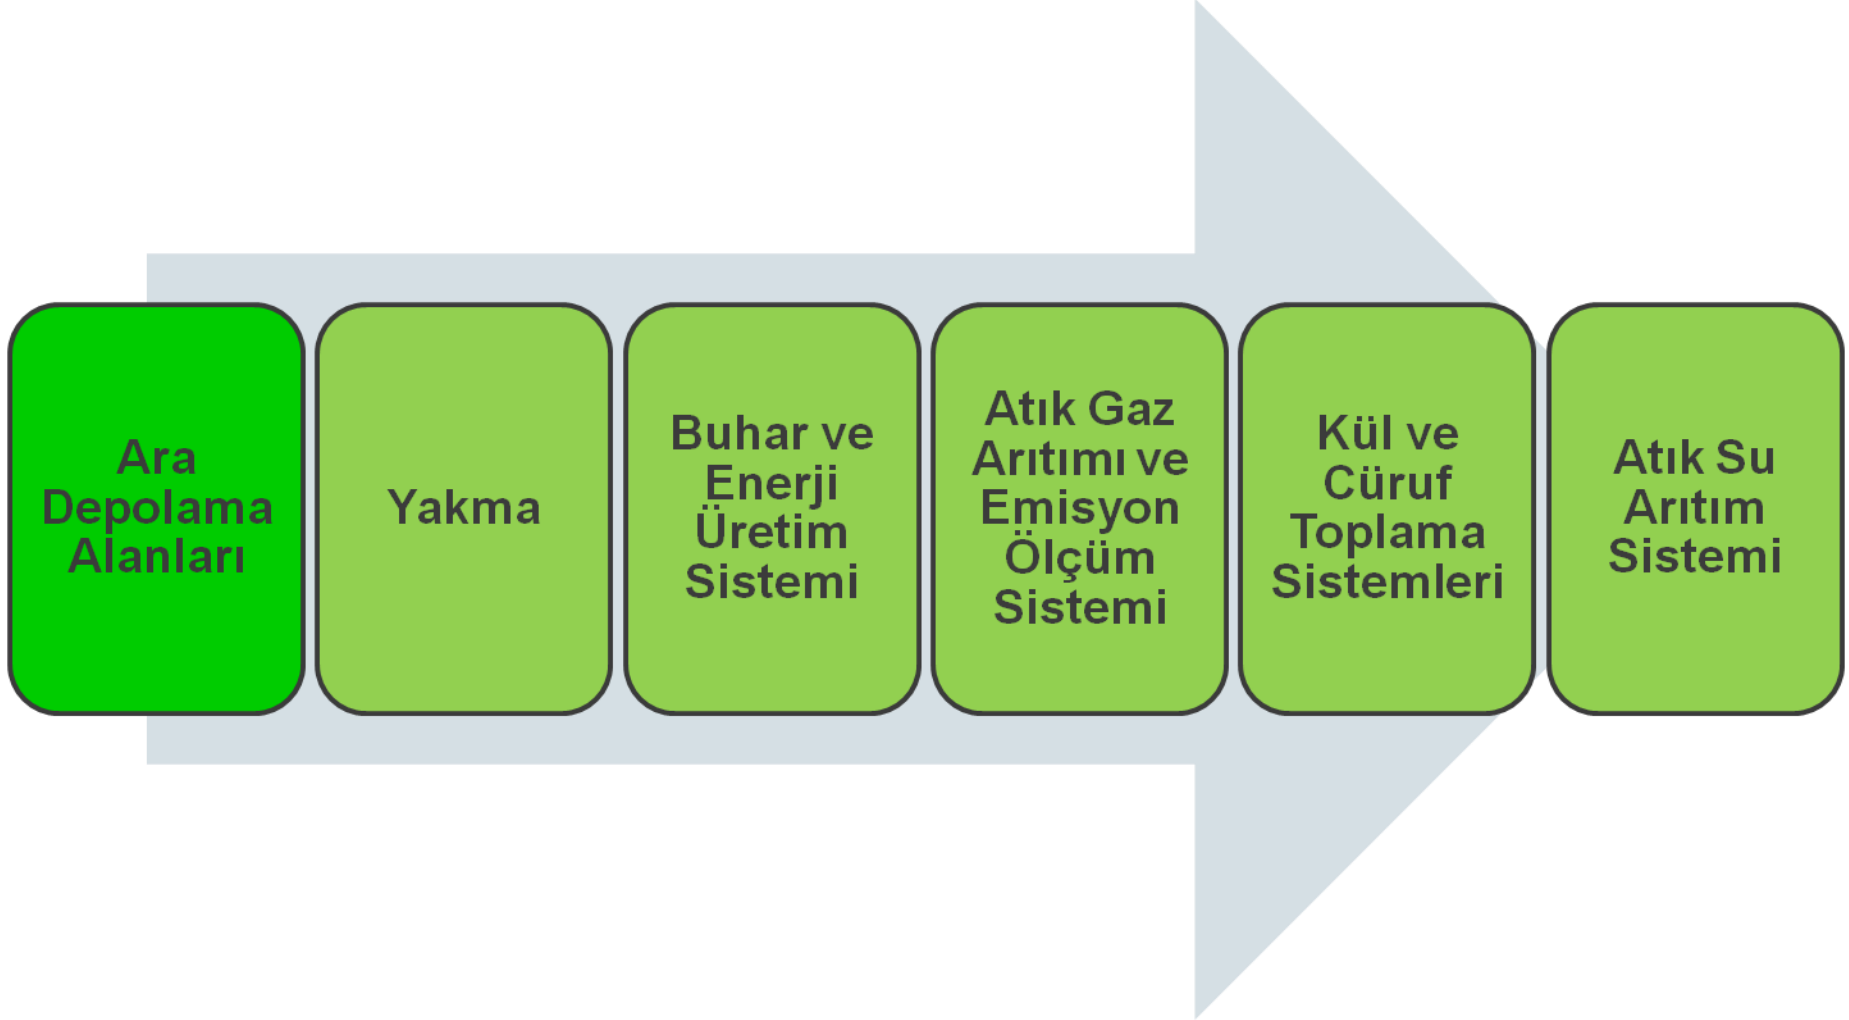 Ara
Depolama
Alanları
Yakma
Buhar ve
Enerji
Üretim
Sistemi
Atık Gaz
Arıtımı ve
Emisyon
Ölçüm
Sistemi
Kül ve
Cüruf
Toplama
Sistemleri
Atık Su
Arıtım
Sistemi